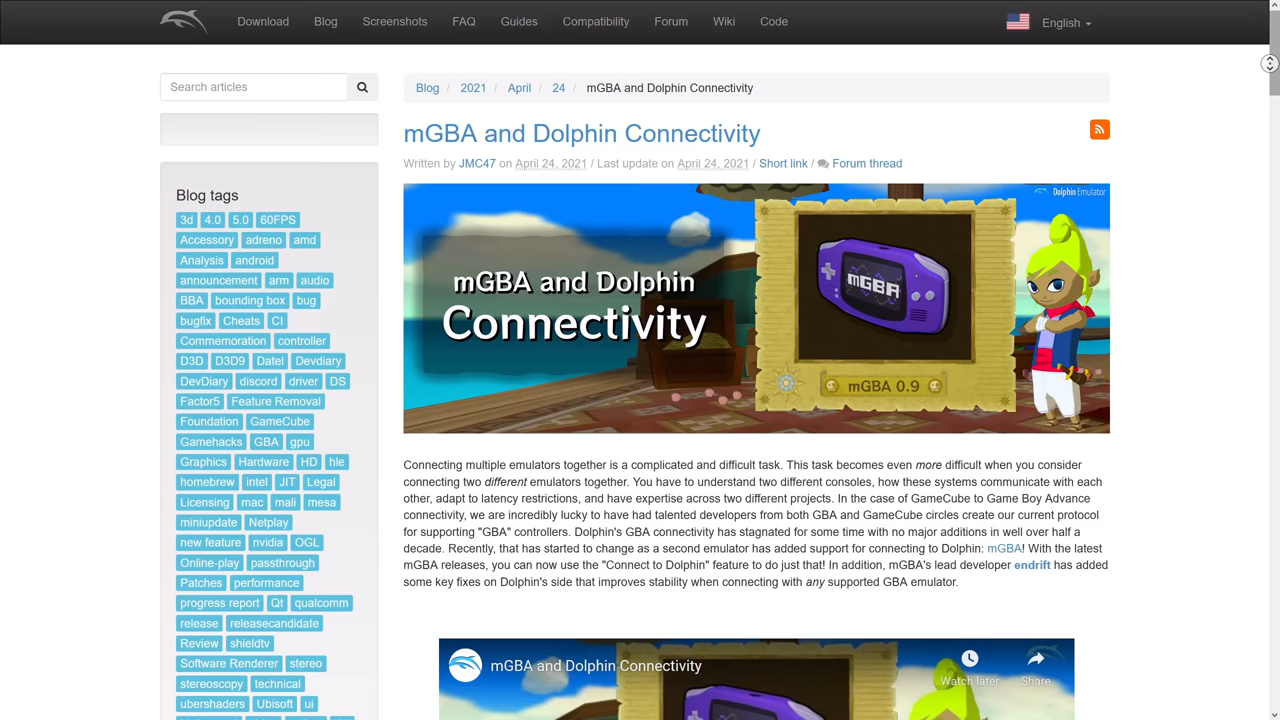 Download Blog Screenshots FAQ Guides Compatibility Forum Wiki Code English
Search articles
Blog / 2021 / April / 24 / mGBA and Dolphin Connectivity
mGBA and Dolphin Connectivity
Written by JMC47 on April 24, 2021 / Last update on April 24, 2021 / Short link / Forum thread
Dolphin Emulator
mGBA and Dolphin
Connectivity
mGBA
mGBA 0.9
Connecting multiple emulators together is a complicated and difficult task. This task becomes even more difficult when you consider
connecting two different emulators together. You have to understand two different consoles, how these systems communicate with each
other, adapt to latency restrictions, and have expertise across two different projects. In the case of GameCube to Game Boy Advance
connectivity, we are incredibly lucky to have had talented developers from both GBA and GameCube circles create our current protocol
for supporting "GBA" controllers. Dolphin's GBA connectivity has stagnated for some time with no major additions in well over half a
decade. Recently, that has started to change as a second emulator has added support for connecting to Dolphin: mGBA! With the latest
mGBA releases, you can now use the "Connect to Dolphin" feature to do just that! In addition, mGBA's lead developer endrift has added
some key fixes on Dolphin's side that improves stability when connecting with any supported GBA emulator.
mGBA and Dolphin Connectivity
Watch later Share
Blog tags
3d 4.0 5.0 60FPS
Accessory adreno amd
Analysis android
announcement arm audio
BBA bounding box bug
bugfix Cheats CI
Commemoration controller
D3D D3D9 Datel Devdiary
DevDiary discord driver DS
Factor5 Feature Removal
Foundation GameCube
Gamehacks GBA gpu
Graphics Hardware HD hle
homebrew intel JIT Legal
Licensing mac mali mesa
miniupdate Netplay
new feature nvidia OGL
Online-play passthrough
Patches performance
progress report Qt qualcomm
release releasecandidate
Review shieldtv
Software Renderer stereo
stereoscopy technical
ubershaders Ubisoft ui